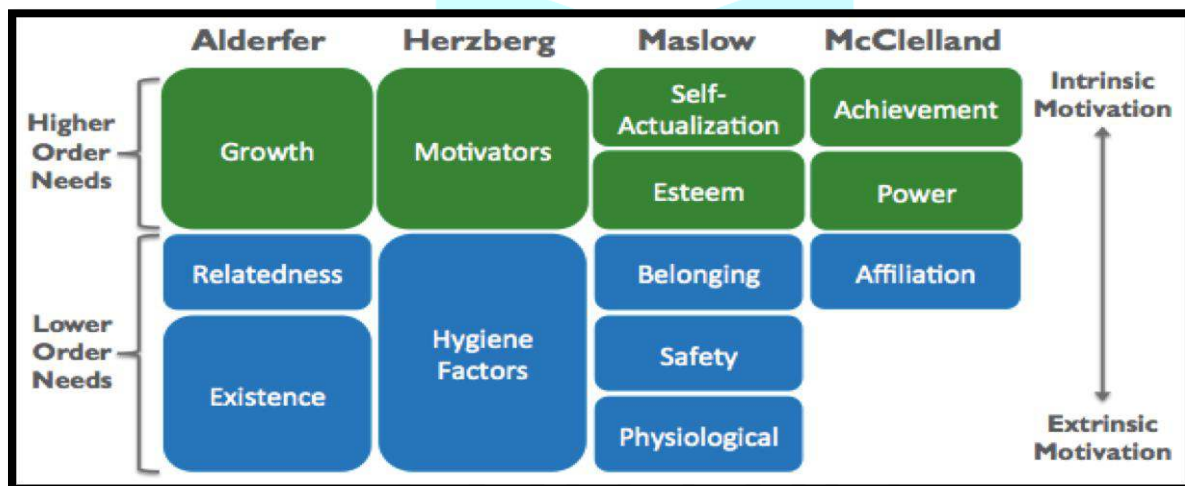 Alderfer Herzberg Maslow McClelland
Higher
Order
Needs
Growth
Motivators
Self-
Actualization
Esteem
Achievement
Power
Intrinsic
Motivation
Lower
Order
Needs
Relatedness
Existence
Hygiene
Factors
Belonging
Safety
Physiological
Affiliation
Extrinsic
Motivation